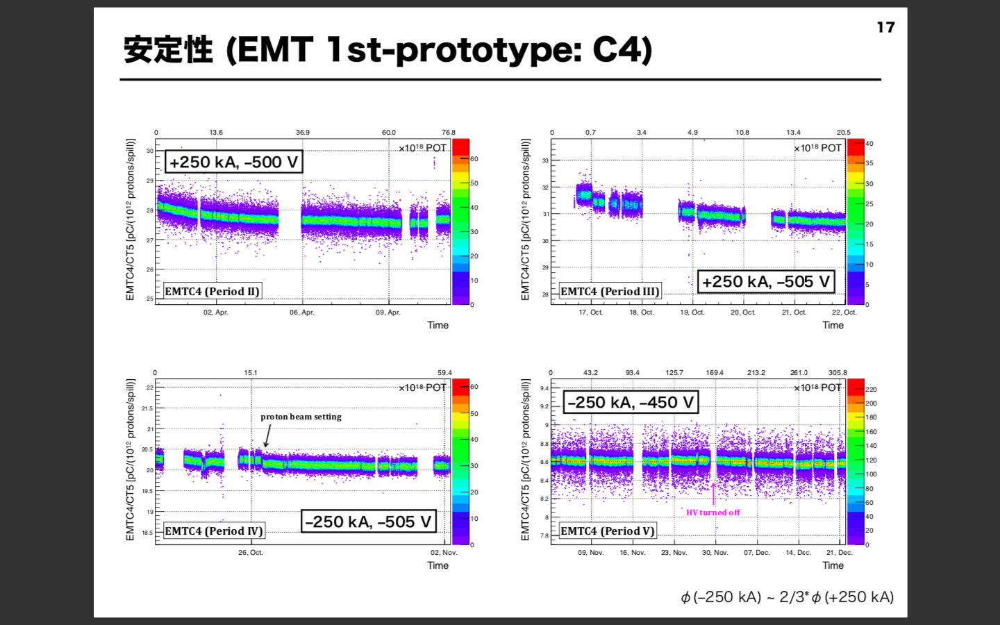 17
安定性 (EMT 1st-prototype: C4)
0 13.6 36.9 60.0 76.8
×10¹⁸ POT
+250 kA, –500 V
EMTC4/CT5 [pC/(10¹² protons/spill)]
30
29
28
27
26
25
60
50
40
30
20
10
0
EMTC4 (Period II)
02, Apr. 06, Apr. 09, Apr.
Time
0 0.7 3.4 4.9 10.8 13.4 20.5
×10¹⁸ POT
EMTC4/CT5 [pC/(10¹² protons/spill)]
33
32
31
30
29
28
40
35
30
25
20
15
10
5
0
+250 kA, –505 V
EMTC4 (Period III)
17, Oct. 18, Oct. 19, Oct. 20, Oct. 21, Oct. 22, Oct.
Time
0 15.1 59.4
×10¹⁸ POT
EMTC4/CT5 [pC/(10¹² protons/spill)]
22
21.5
21
20.5
20
19.5
19
18.5
60
50
40
30
20
10
0
proton beam setting
–250 kA, –505 V
EMTC4 (Period IV)
26, Oct. 02, Nov.
Time
0 43.2 93.4 125.7 169.4 213.2 261.0 305.8
×10¹⁸ POT
–250 kA, –450 V
EMTC4/CT5 [pC/(10¹² protons/spill)]
9.4
9.2
9
8.8
8.6
8.4
8.2
8
7.8
220
200
180
160
140
120
100
80
60
40
20
0
HV turned off
EMTC4 (Period V)
09, Nov. 16, Nov. 23, Nov. 30, Nov. 07, Dec. 14, Dec. 21, Dec.
Time
φ(–250 kA) ~ 2/3*φ(+250 kA)